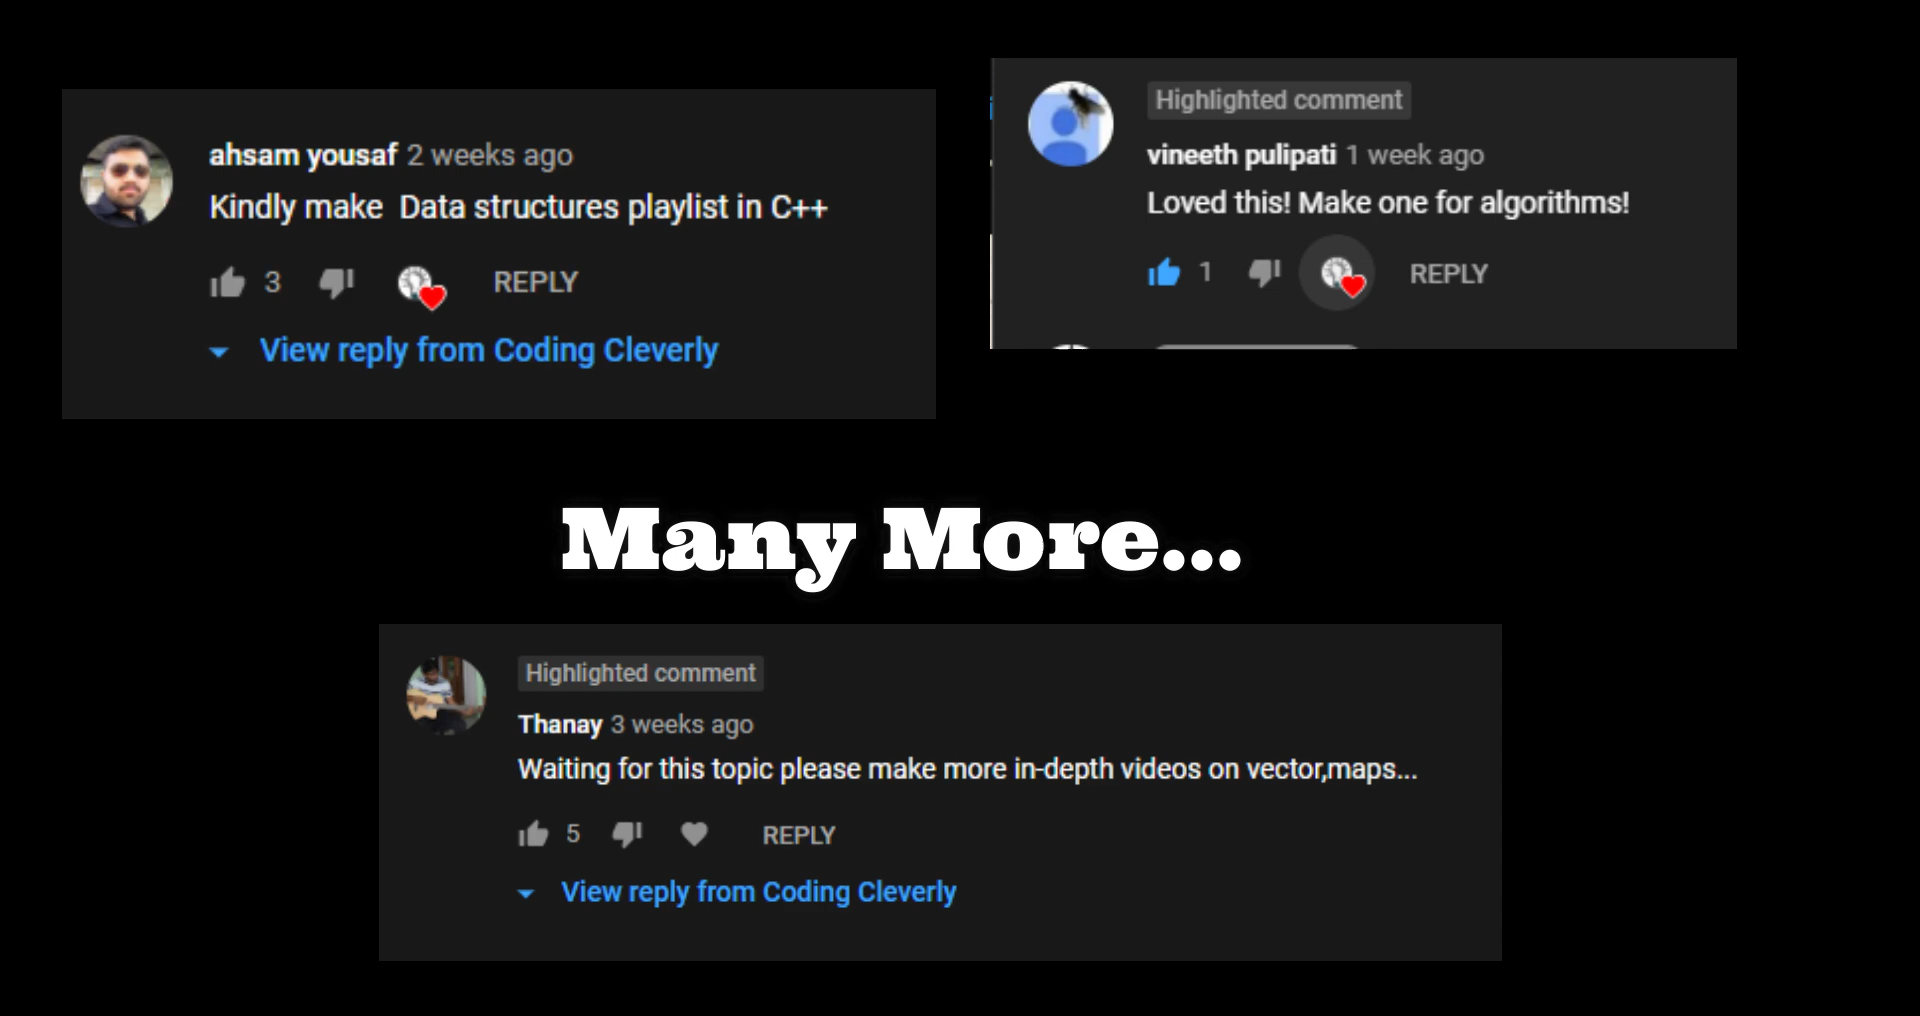 ahsam yousaf 2 weeks ago
Kindly make  Data structures playlist in C++
3 REPLY
View reply from Coding Cleverly
Highlighted comment
vineeth pulipati 1 week ago
Loved this! Make one for algorithms!
1 REPLY
Many More...
Highlighted comment
Thanay 3 weeks ago
Waiting for this topic please make more in-depth videos on vector,maps...
5 REPLY
View reply from Coding Cleverly